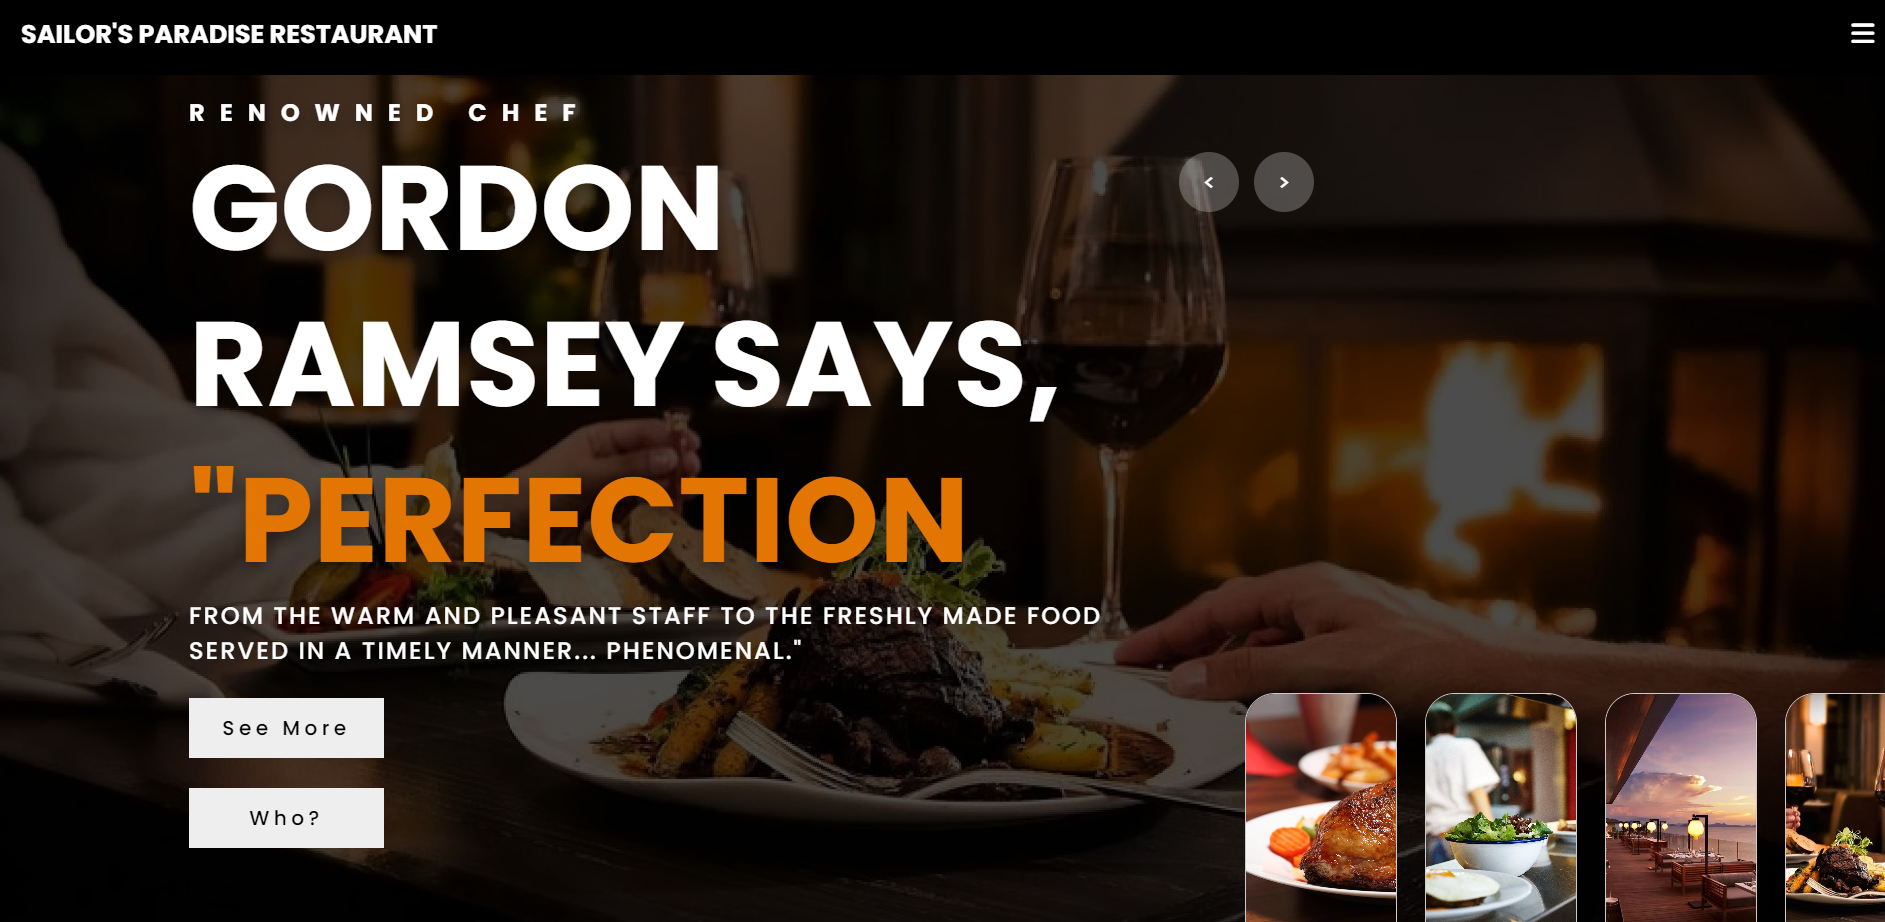 SAILOR'S PARADISE RESTAURANT
RENOWNED CHEF
GORDON
RAMSEY SAYS,
"PERFECTION
FROM THE WARM AND PLEASANT STAFF TO THE FRESHLY MADE FOOD
SERVED IN A TIMELY MANNER... PHENOMENAL."
See More
Who?
< >